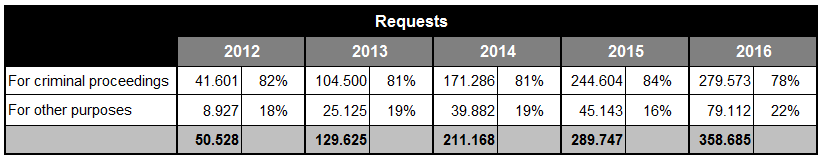 Requests
2012 2013 2014 2015 2016
For criminal proceedings 41.601 82% 104.500 81% 171.286 81% 244.604 84% 279.573 78%
For other purposes 8.927 18% 25.125 19% 39.882 19% 45.143 16% 79.112 22%
50.528 129.625 211.168 289.747 358.685